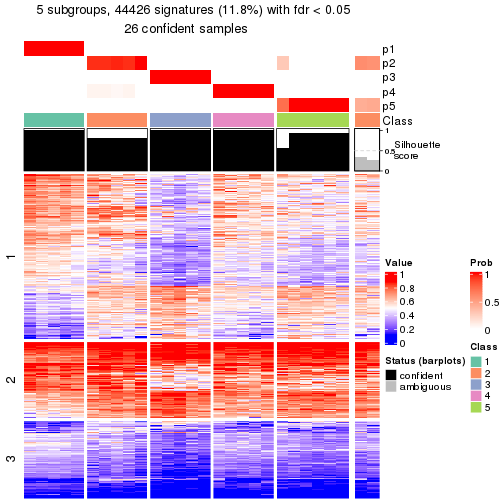 5 subgroups, 44426 signatures (11.8%) with fdr < 0.05
26 confident samples
p1
p2
p3
p4
p5
Class
1
0.5
0
Silhouette
score
1
2
3
Value
1
0.8
0.6
0.4
0.2
0
Status (barplots)
confident
ambiguous
Prob
1
0.5
0
Class
1
2
3
4
5